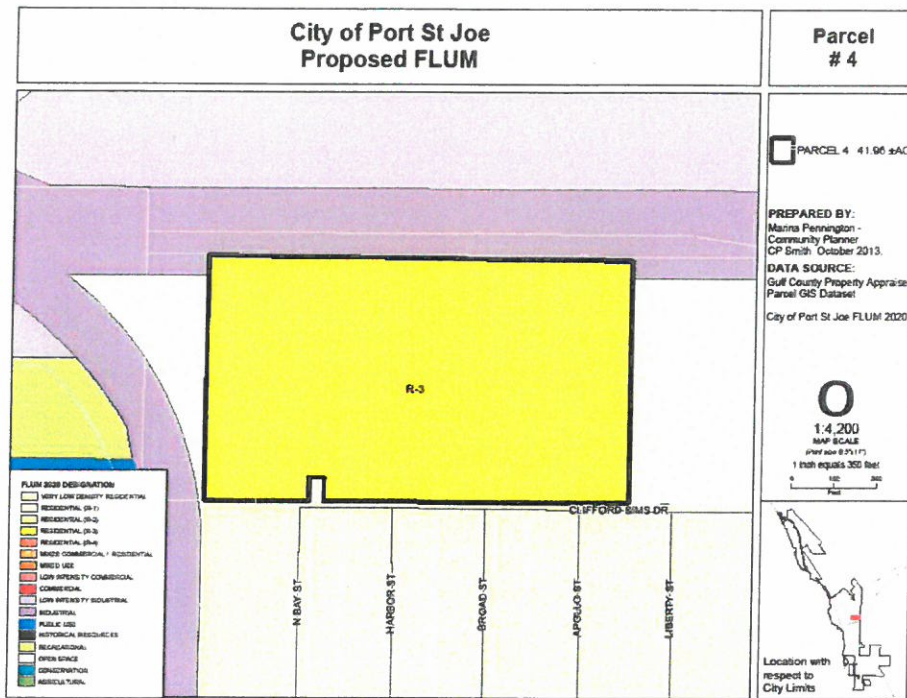 City of Port St Joe
Proposed FLUM
Parcel
# 4
PARCEL 4 41.96 ±AC
PREPARED BY:
Marina Pennington -
Community Planner
CP Smith October 2013.
DATA SOURCE:
Gulf County Property Appraise
Parcel GIS Dataset
City of Port St Joe FLUM 2020
1:4,200
MAP SCALE
1 inch equals 350 feet
Feet
R-3
CLIFFORD SIMS DR
N BAY ST
HARBOR ST
BROAD ST
APOLLO ST
LIBERTY ST
FLUM 2020 DESIGNATION
VERY LOW DENSITY RESIDENTIAL
RESIDENTIAL (R-1)
RESIDENTIAL (R-2)
RESIDENTIAL (R-3)
RESIDENTIAL (R-4)
MIXED COMMERCIAL / RESIDENTIAL
MIXED USE
LOW INTENSITY COMMERCIAL
COMMERCIAL
LOW INTENSITY INDUSTRIAL
INDUSTRIAL
PUBLIC USE
HISTORICAL RESOURCES
RECREATIONAL
OPEN SPACE
CONSERVATION
AGRICULTURAL
Location with
respect to
City Limits